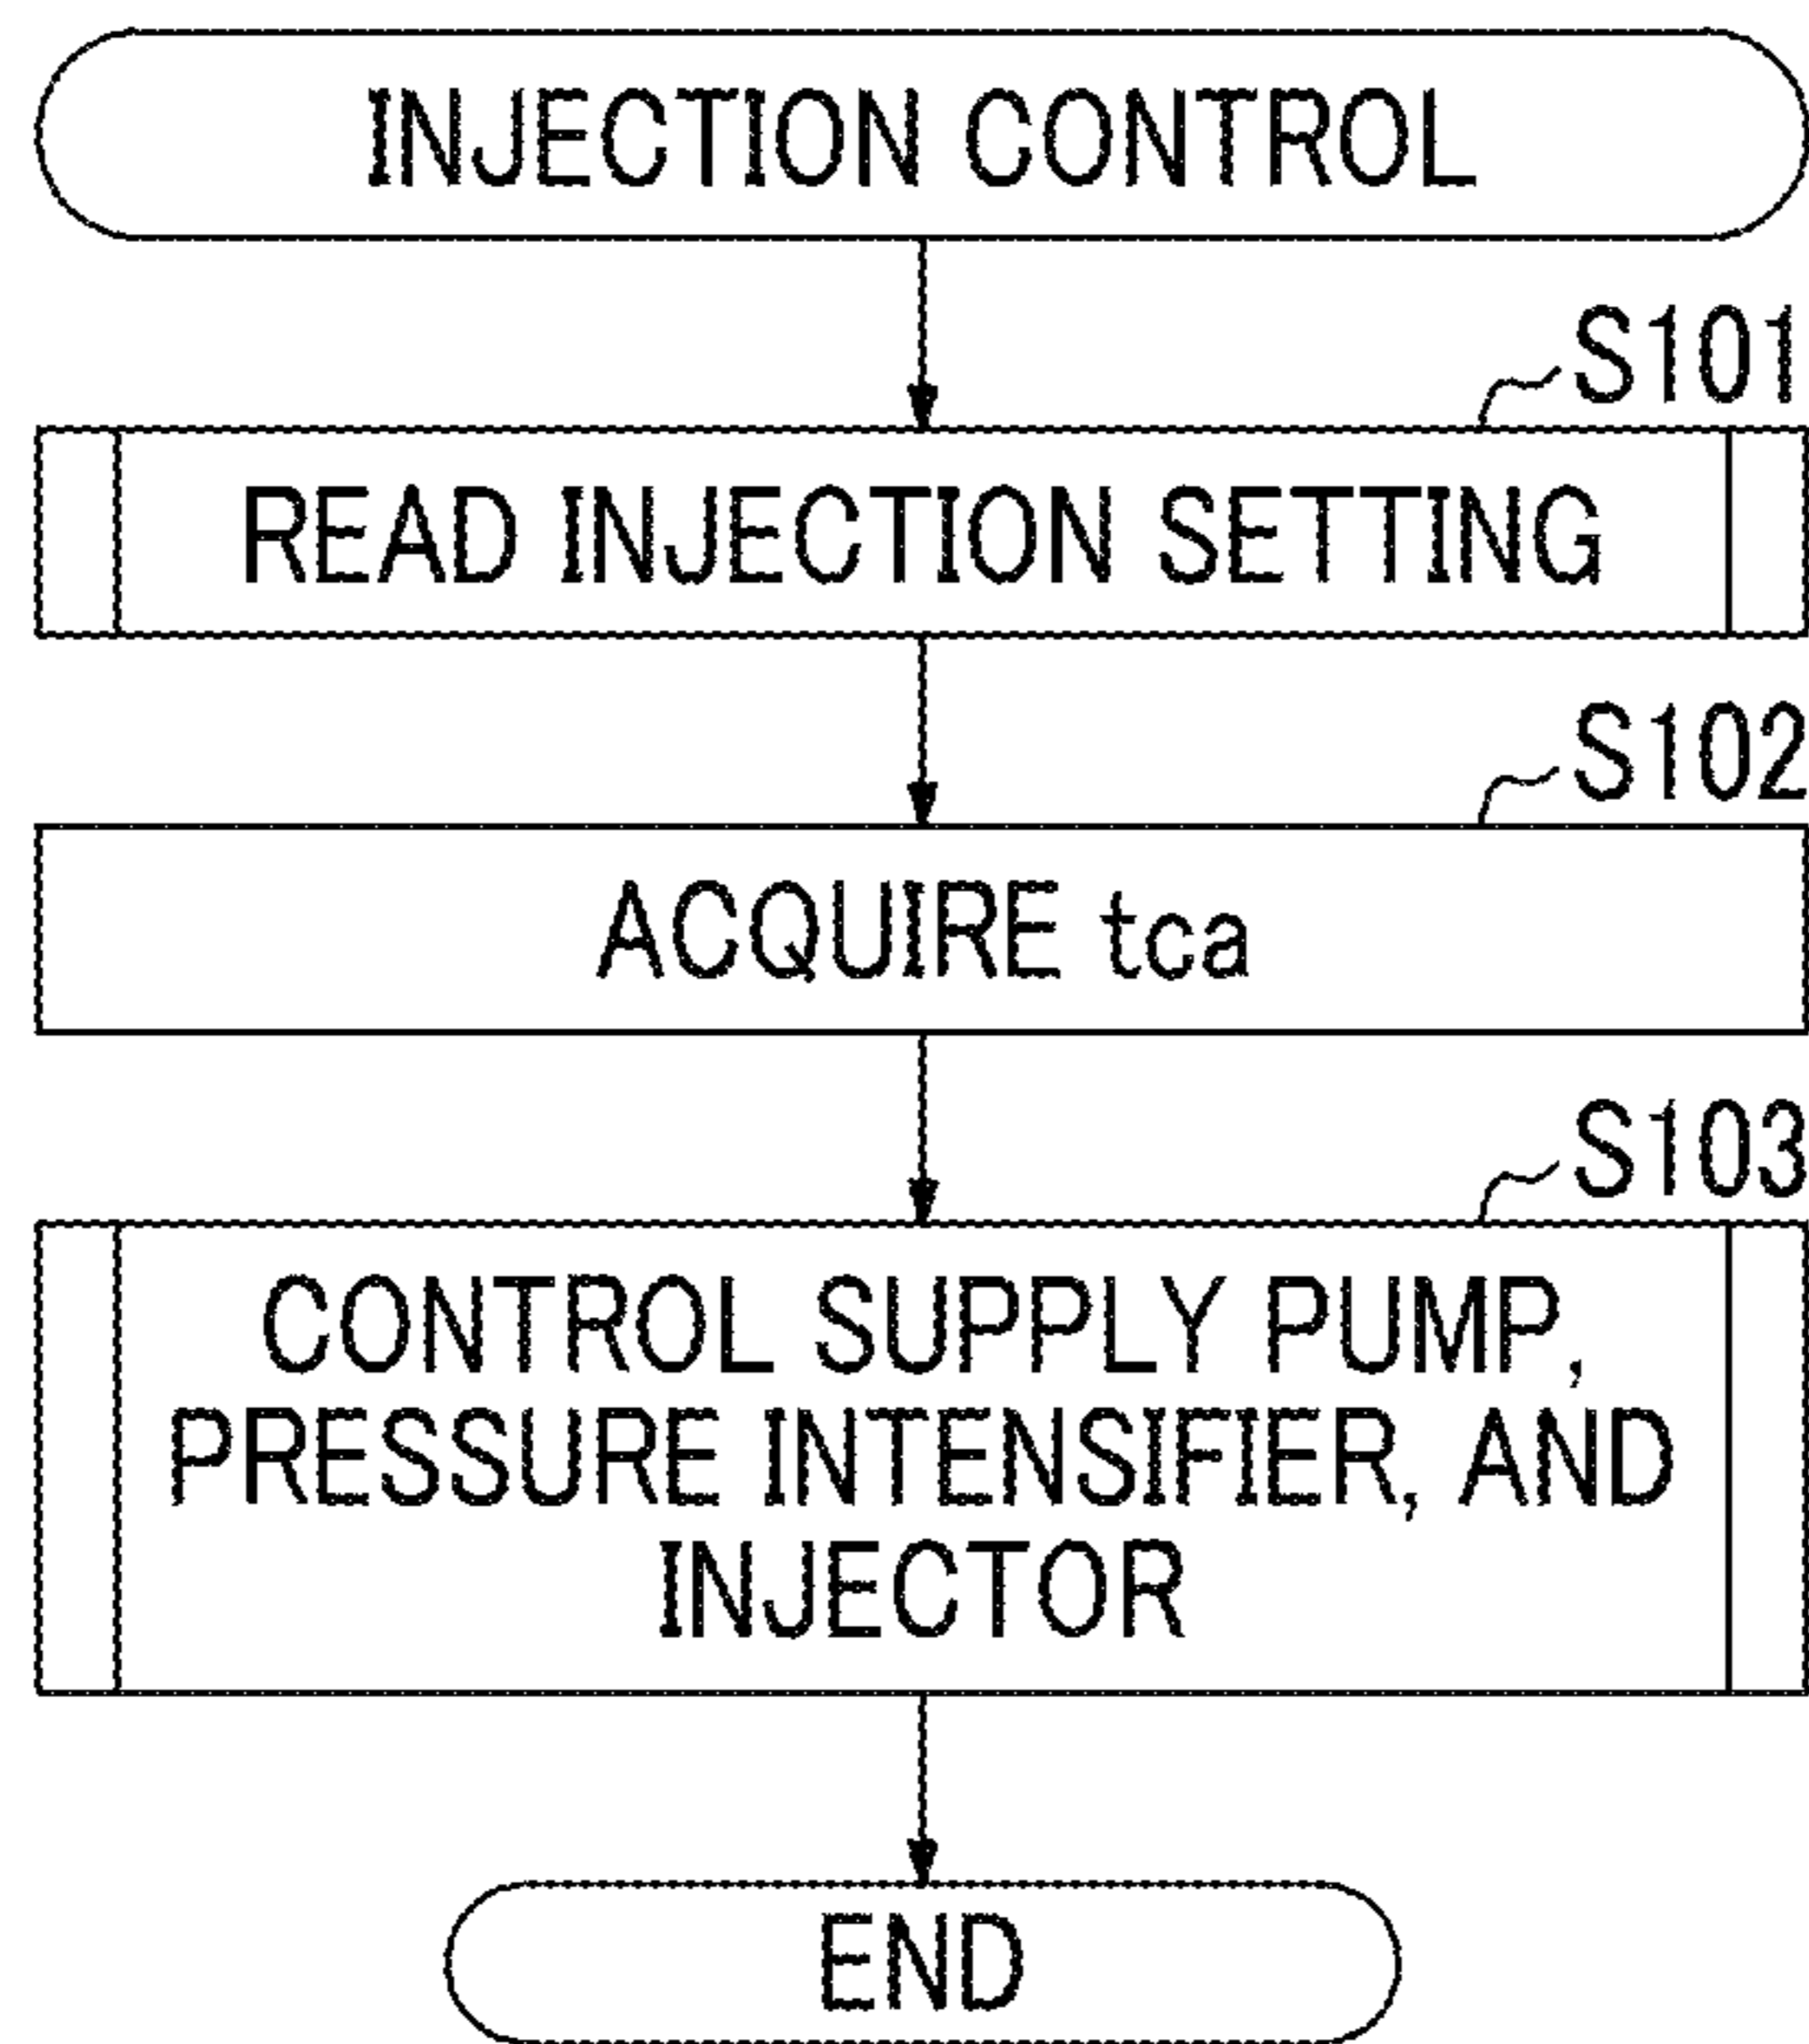 INJECTION CONTROL
S101
READ INJECTION SETTING
S102
ACQUIRE tca
S103
CONTROL SUPPLY PUMP,
PRESSURE INTENSIFIER, AND
INJECTOR
END